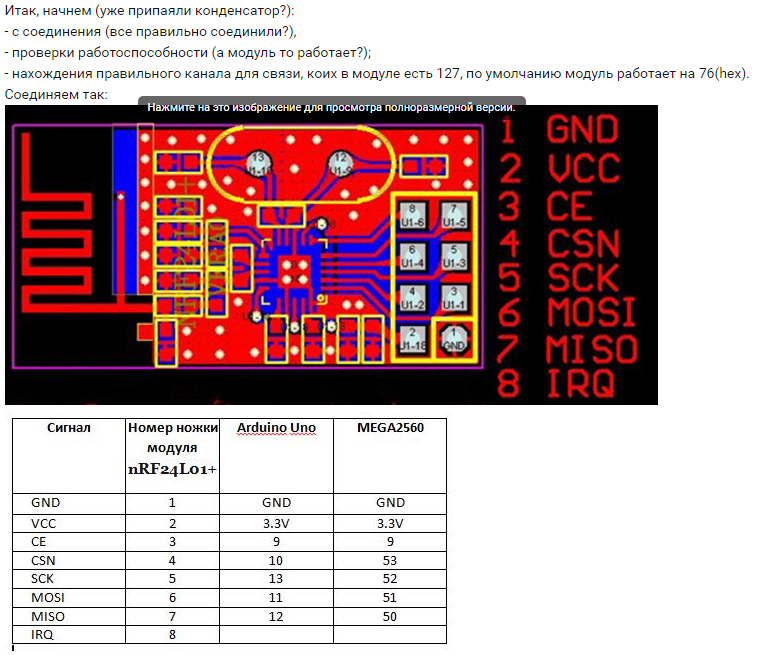 Итак, начнем (уже припаяли конденсатор?):
- с соединения (все правильно соединили?),
- проверки работоспособности (а модуль то работает?);
- нахождения правильного канала для связи, коих в модуле есть 127, по умолчанию модуль работает на 76(hex).
Соединяем так:
Нажмите на это изображение для просмотра полноразмерной версии.
1 GND
2 VCC
3 CE
4 CSN
5 SCK
6 MOSI
7 MISO
8 IRQ
13
12
8 7
U1-6 U1-5
6 5
U1-4 U1-3
4 3
U1-2 U1-1
2 1
U1-18 GND
Сигнал Номер ножки модуля nRF24L01+ Arduino Uno MEGA2560
GND 1 GND GND
VCC 2 3.3V 3.3V
CE 3 9 9
CSN 4 10 53
SCK 5 13 52
MOSI 6 11 51
MISO 7 12 50
IRQ 8